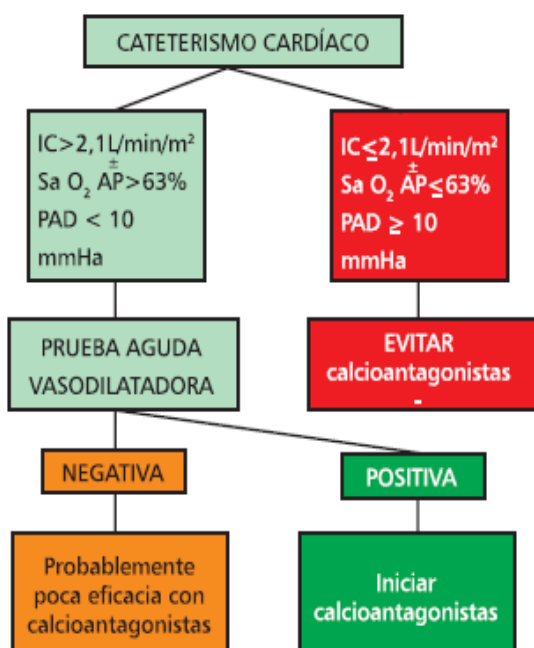 CATETERISMO CARDÍACO
IC>2,1L/min/m²
±
Sa O₂ AP>63%
PAD < 10
mmHa
IC≤2,1L/min/m²
±
Sa O₂ AP≤63%
PAD ≥ 10
mmHa
PRUEBA AGUDA
VASODILATADORA
EVITAR
calcioantagonistas
-
NEGATIVA
POSITIVA
Probablemente
poca eficacia con
calcioantagonistas
Iniciar
calcioantagonistas